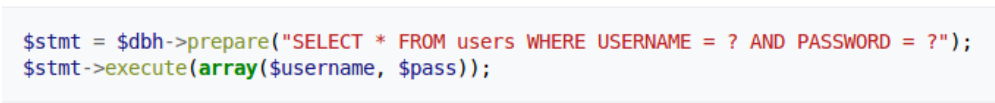 $stmt = $dbh->prepare("SELECT * FROM users WHERE USERNAME = ? AND PASSWORD = ?");
$stmt->execute(array($username, $pass));